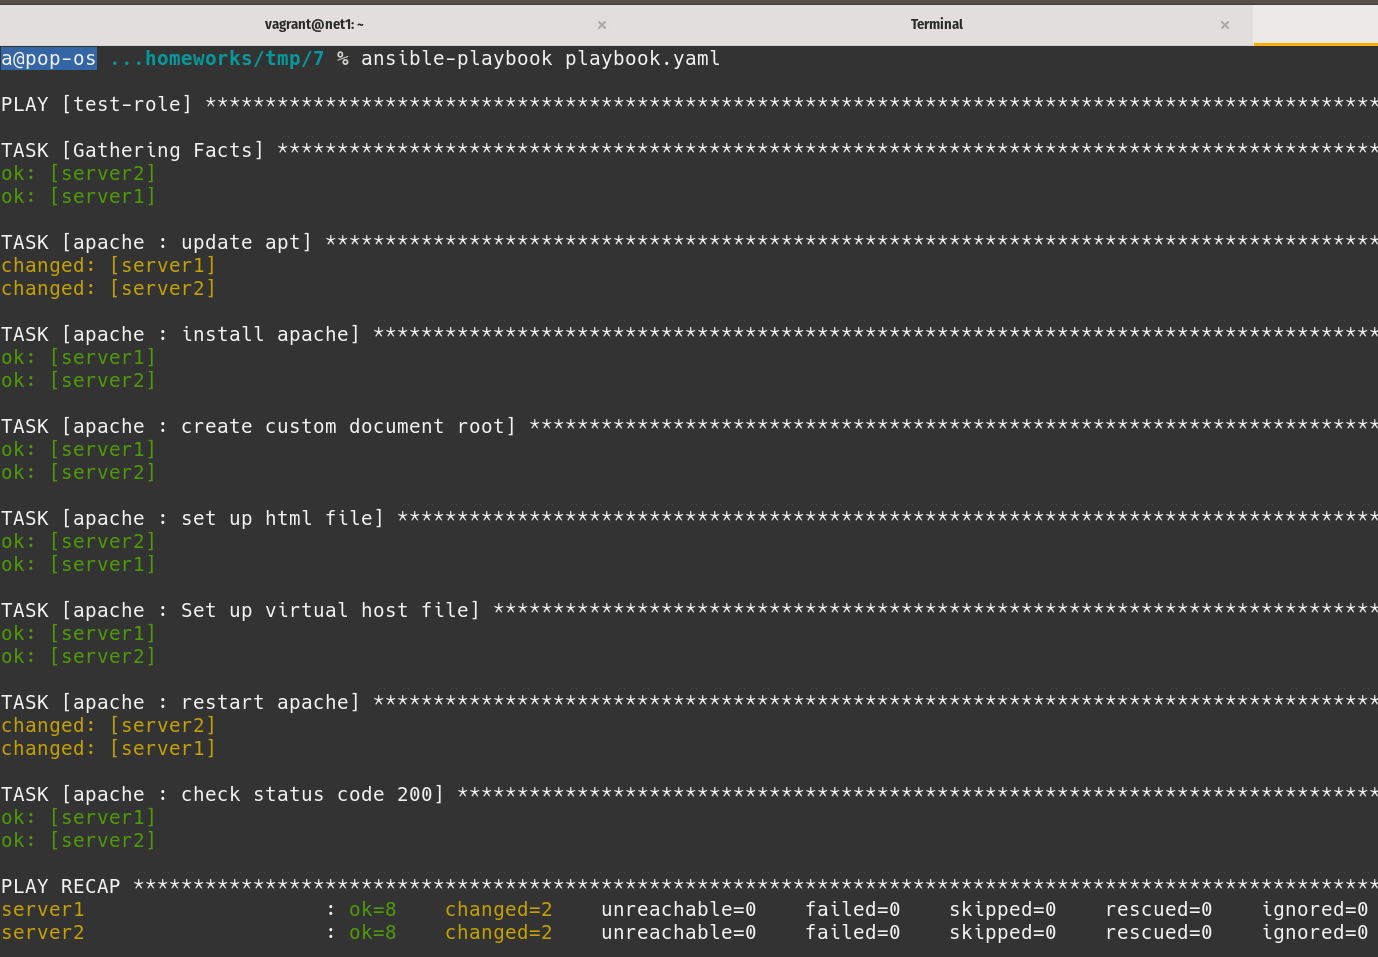 vagrant@net1: ~ × Terminal ×
a@pop-os ...homeworks/tmp/7 % ansible-playbook playbook.yaml
PLAY [test-role] **************************************************************************************************
TASK [Gathering Facts] ********************************************************************************************
ok: [server2]
ok: [server1]
TASK [apache : update apt] ****************************************************************************************
changed: [server1]
changed: [server2]
TASK [apache : install apache] ************************************************************************************
ok: [server1]
ok: [server2]
TASK [apache : create custom document root] ***********************************************************************
ok: [server1]
ok: [server2]
TASK [apache : set up html file] **********************************************************************************
ok: [server2]
ok: [server1]
TASK [apache : Set up virtual host file] **************************************************************************
ok: [server1]
ok: [server2]
TASK [apache : restart apache] ************************************************************************************
changed: [server2]
changed: [server1]
TASK [apache : check status code 200] *****************************************************************************
ok: [server1]
ok: [server2]
PLAY RECAP ********************************************************************************************************
server1 : ok=8 changed=2 unreachable=0 failed=0 skipped=0 rescued=0 ignored=0
server2 : ok=8 changed=2 unreachable=0 failed=0 skipped=0 rescued=0 ignored=0